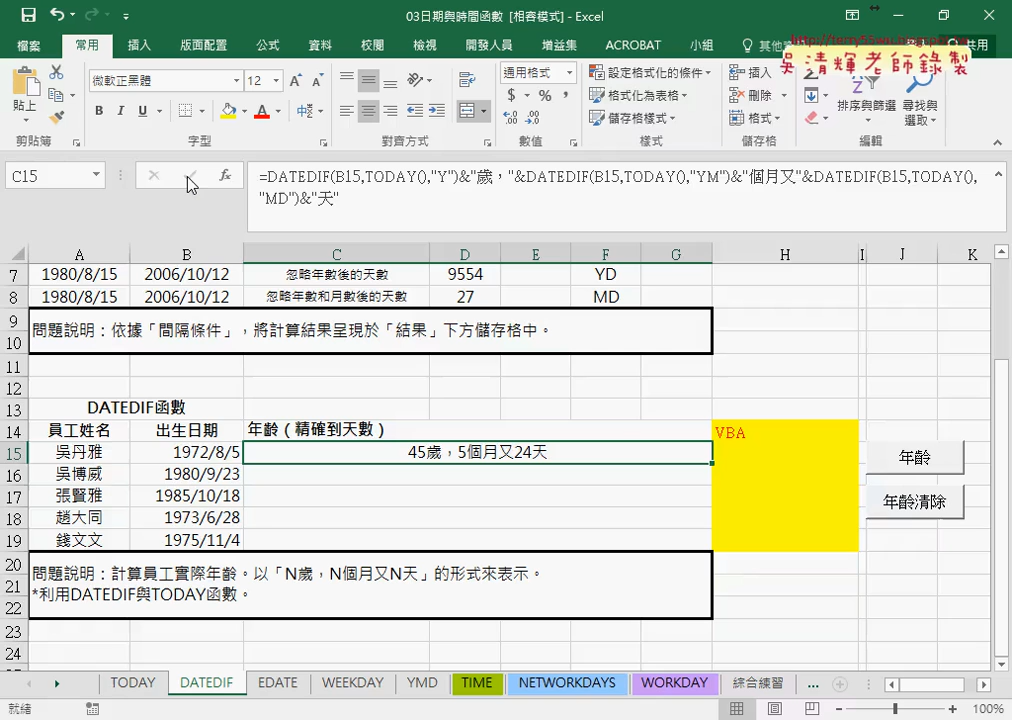 03日期與時間函數 [相容模式] - Excel
檔案 常用 插入 版面配置 公式 資料 校閱 檢視 開發人員 增益集 ACROBAT 小組 共用
吳清輝老師錄製
微軟正黑體 12 通用格式 設定格式化的條件 插入
貼上 B I U 中 $ % , 格式化為表格 刪除 排序與篩選 尋找與選取
儲存格樣式 格式
剪貼簿 字型 對齊方式 數值 樣式 儲存格 編輯
C15 fx =DATEDIF(B15,TODAY(),"Y")&"歲，"&DATEDIF(B15,TODAY(),"YM")&"個月又"&DATEDIF(B15,TODAY(),
"MD")&"天"
A B C D E F G H I J K
7 1980/8/15 2006/10/12 忽略年數後的天數 9554 YD
8 1980/8/15 2006/10/12 忽略年數和月數後的天數 27 MD
9
問題說明：依據「間隔條件」，將計算結果呈現於「結果」下方儲存格中。
10
11
12
13 DATEDIF函數
14 員工姓名 出生日期 年齡（精確到天數） VBA
15 吳丹雅 1972/8/5 45歲，5個月又24天 年齡
16 吳博威 1980/9/23
17 張賢雅 1985/10/18 年齡清除
18 趙大同 1973/6/28
19 錢文文 1975/11/4
20 問題說明：計算員工實際年齡。以「N歲，N個月又N天」的形式來表示。
21 *利用DATEDIF與TODAY函數。
22
23
24
TODAY DATEDIF EDATE WEEKDAY YMD TIME NETWORKDAYS WORKDAY 綜合練習 ...
就緒 100%